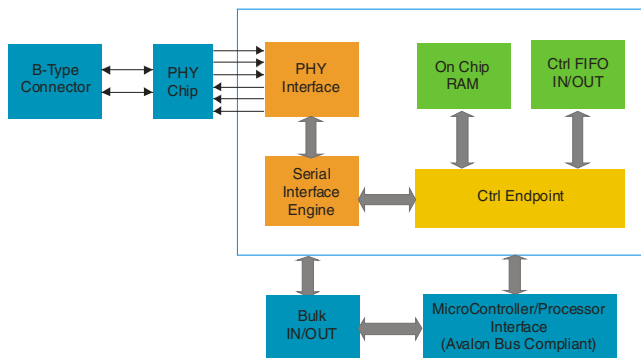 B-Type
Connector
PHY
Chip
PHY
Interface
On Chip
RAM
Ctrl FIFO
IN/OUT
Serial
Interface
Engine
Ctrl Endpoint
Bulk
IN/OUT
MicroController/Processor
Interface
(Avalon Bus Compliant)